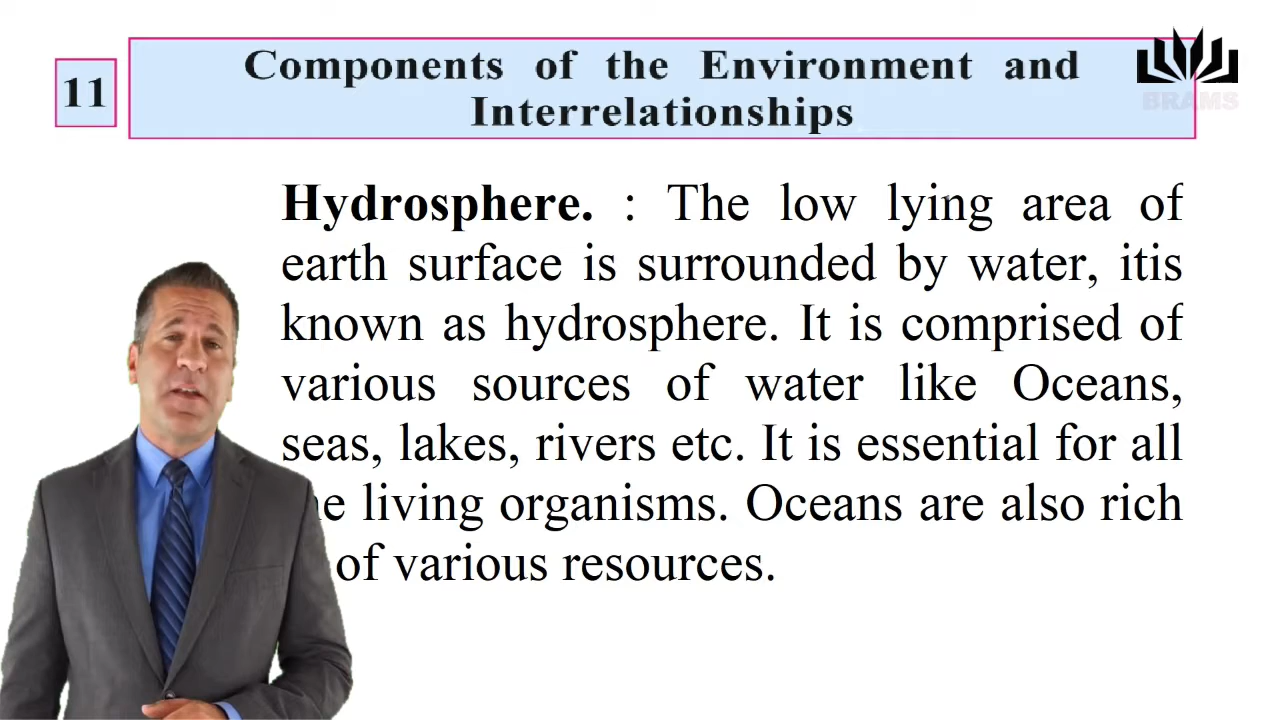 11
Components of the Environment and
Interrelationships
BRAMS
Hydrosphere. : The low lying area of
earth surface is surrounded by water, itis
known as hydrosphere. It is comprised of
various sources of water like Oceans,
seas, lakes, rivers etc. It is essential for all
living organisms. Oceans are also rich
of various resources.